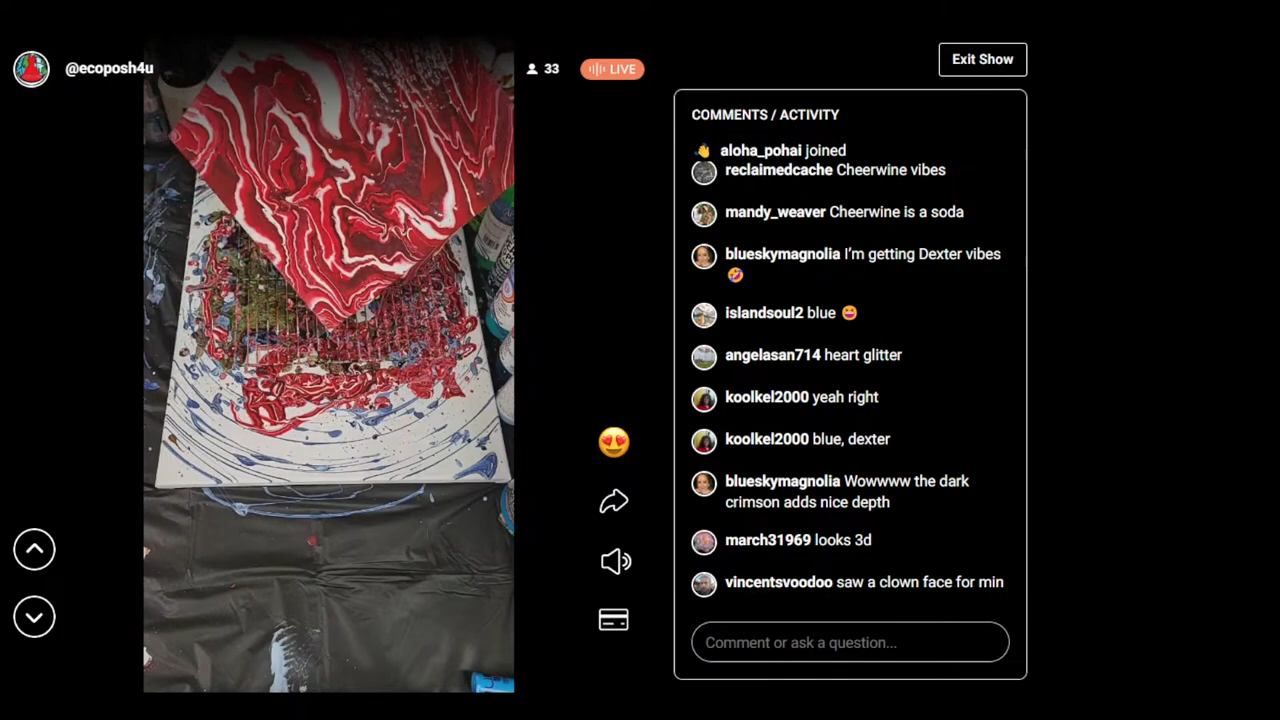 @ecoposh4u
33
LIVE
Exit Show
COMMENTS / ACTIVITY
aloha_pohai joined
reclaimedcache Cheerwine vibes
mandy_weaver Cheerwine is a soda
blueskymagnolia I'm getting Dexter vibes
🤣
islandsoul2 blue 😆
angelasan714 heart glitter
koolkel2000 yeah right
koolkel2000 blue, dexter
blueskymagnolia Wowwww the dark
crimson adds nice depth
march31969 looks 3d
vincentsvoodoo saw a clown face for min
Comment or ask a question...